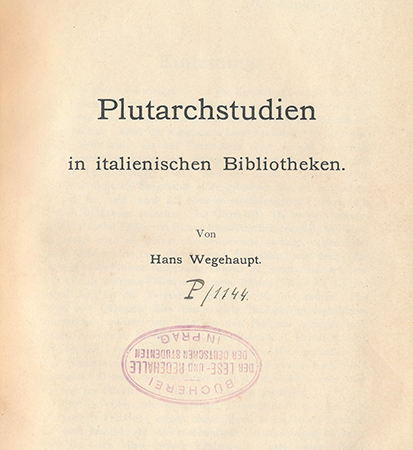 Plutarchstudien
in italienischen Bibliotheken.
Von
Hans Wegehaupt.
P/1144.
BÜCHEREI
DER LESE- UND REDEHALLE
DER DEUTSCHEN STUDENTEN
IN PRAG.